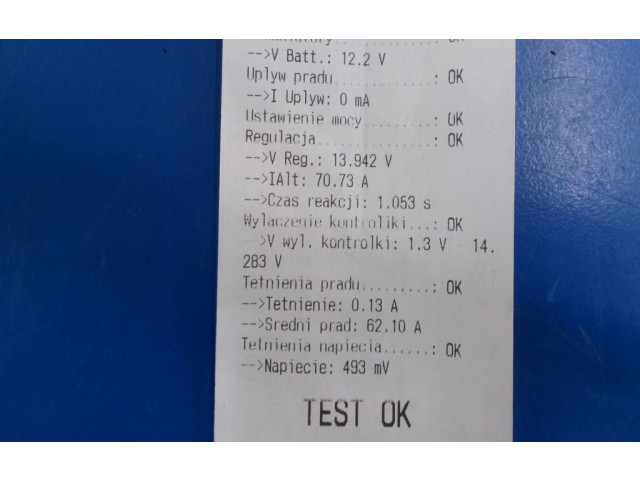 OK
-->V Batt.: 12.2 V
Uplyw pradu............: OK
-->I Uplyw: 0 mA
Ustawienie mocy........: OK
Regulacja..............: OK
-->V Reg.: 13.942 V
-->IAlt: 70.73 A
-->Czas reakcji: 1.053 s
Wylaczenie kontroliki...: OK
-->V wyl. kontrolki: 1.3 V 14.
283 V
Tetnienia pradu.........: OK
-->Tetnienie: 0.13 A
-->Sredni prad: 62.10 A
Tetnienia napiecia......: OK
-->Napiecie: 493 mV
TEST OK